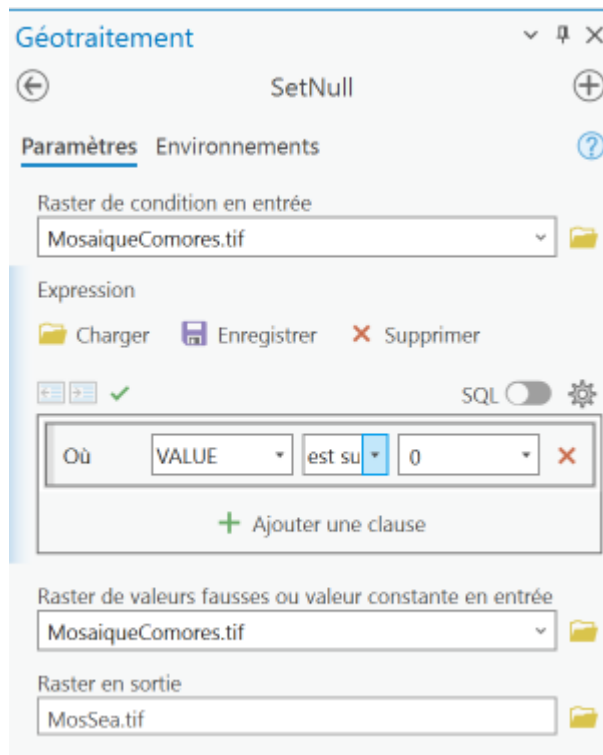 Géotraitement
SetNull
Paramètres Environnements
Raster de condition en entrée
MosaiqueComores.tif
Expression
Charger Enregistrer Supprimer
SQL
Où VALUE est su 0
Ajouter une clause
Raster de valeurs fausses ou valeur constante en entrée
MosaiqueComores.tif
Raster en sortie
MosSea.tif